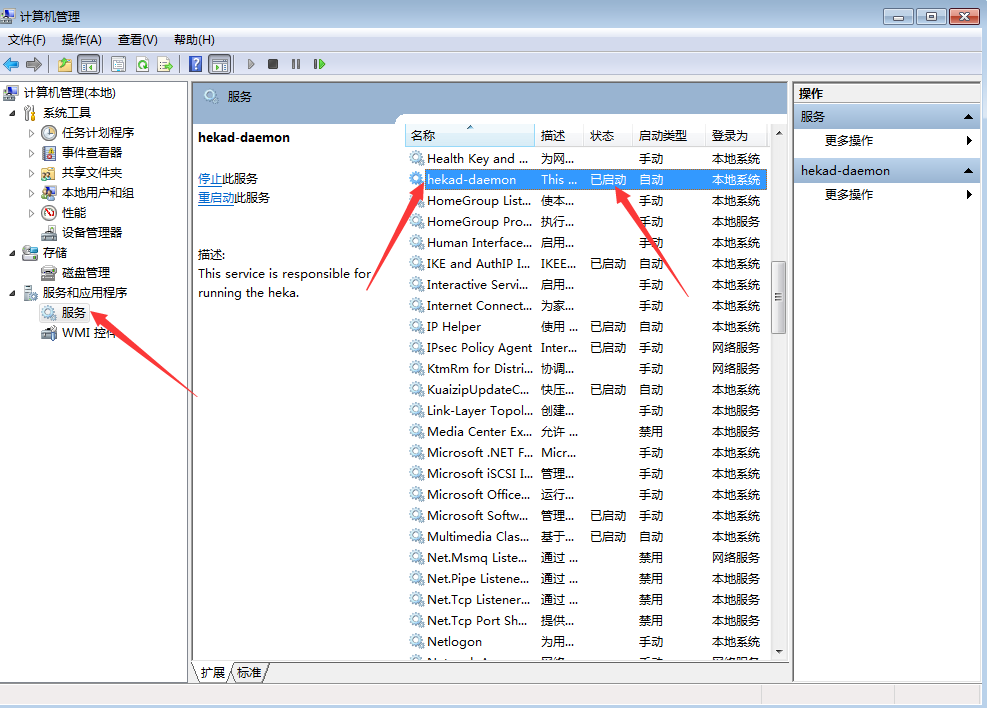 计算机管理
文件(F) 操作(A) 查看(V) 帮助(H)
计算机管理(本地)
系统工具
任务计划程序
事件查看器
共享文件夹
本地用户和组
性能
设备管理器
存储
磁盘管理
服务和应用程序
服务
WMI 控件
服务
hekad-daemon
停止此服务
重启动此服务
描述:
This service is responsible for
running the heka.
名称 描述 状态 启动类型 登录为
Health Key and ... 为网... 手动 本地系统
hekad-daemon This ... 已启动 自动 本地系统
HomeGroup List... 使本... 手动 本地系统
HomeGroup Pro... 执行... 手动 本地服务
Human Interface... 启用... 手动 本地系统
IKE and AuthIP I... IKEE... 已启动 自动 本地系统
Interactive Servi... 启用... 手动 本地系统
Internet Connect... 为家... 手动 本地系统
IP Helper 使用 ... 已启动 自动 本地系统
IPsec Policy Agent Inter... 已启动 手动 网络服务
KtmRm for Distri... 协调... 手动 网络服务
KuaizipUpdateC... 快压... 已启动 自动 本地系统
Link-Layer Topol... 创建... 手动 本地服务
Media Center Ex... 允许 ... 禁用 本地服务
Microsoft .NET F... Micr... 手动 本地系统
Microsoft iSCSI I... 管理... 手动 本地系统
Microsoft Office... 运行... 手动 本地系统
Microsoft Softw... 管理... 已启动 手动 本地系统
Multimedia Clas... 基于... 已启动 自动 本地系统
Net.Msmq Liste... 通过 ... 禁用 网络服务
Net.Pipe Listene... 通过 ... 禁用 本地服务
Net.Tcp Listener... 通过 ... 禁用 本地服务
Net.Tcp Port Sh... 提供... 禁用 本地服务
Netlogon 为用... 手动 本地系统
扩展 标准
操作
服务
更多操作
hekad-daemon
更多操作